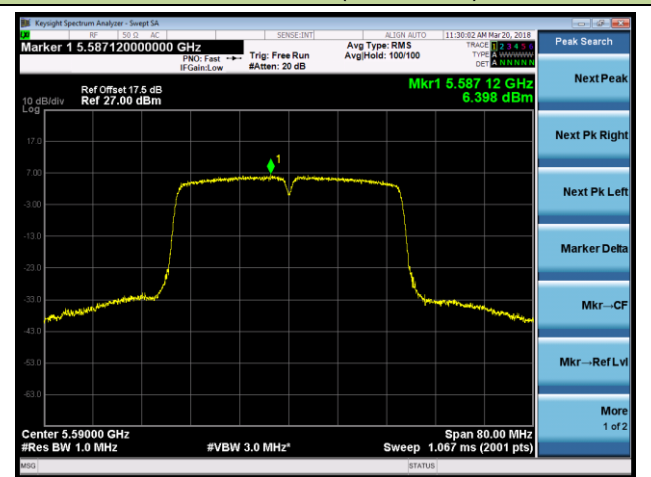 Keysight Spectrum Analyzer - Swept SA
RF 50 Ω AC SENSE:INT ALIGN AUTO 11:30:02 AM Mar 20, 2018
Marker 1 5.587120000000 GHz
PNO: Fast
IFGain:Low
Trig: Free Run
#Atten: 20 dB
Avg Type: RMS
Avg|Hold: 100/100
TRACE 1 2 3 4 5 6
TYPE A WWWWW
DET A N N N N N
Peak Search
Next Peak
Next Pk Right
Next Pk Left
Marker Delta
Mkr→CF
Mkr→Ref Lvl
More
1 of 2
Mkr1 5.587 12 GHz
6.398 dBm
Ref Offset 17.5 dB
10 dB/div Ref 27.00 dBm
Log
17.0
7.00
-3.00
-13.0
-23.0
-33.0
-43.0
-53.0
-63.0
1
Center 5.59000 GHz Span 80.00 MHz
#Res BW 1.0 MHz #VBW 3.0 MHz* Sweep 1.067 ms (2001 pts)
MSG STATUS